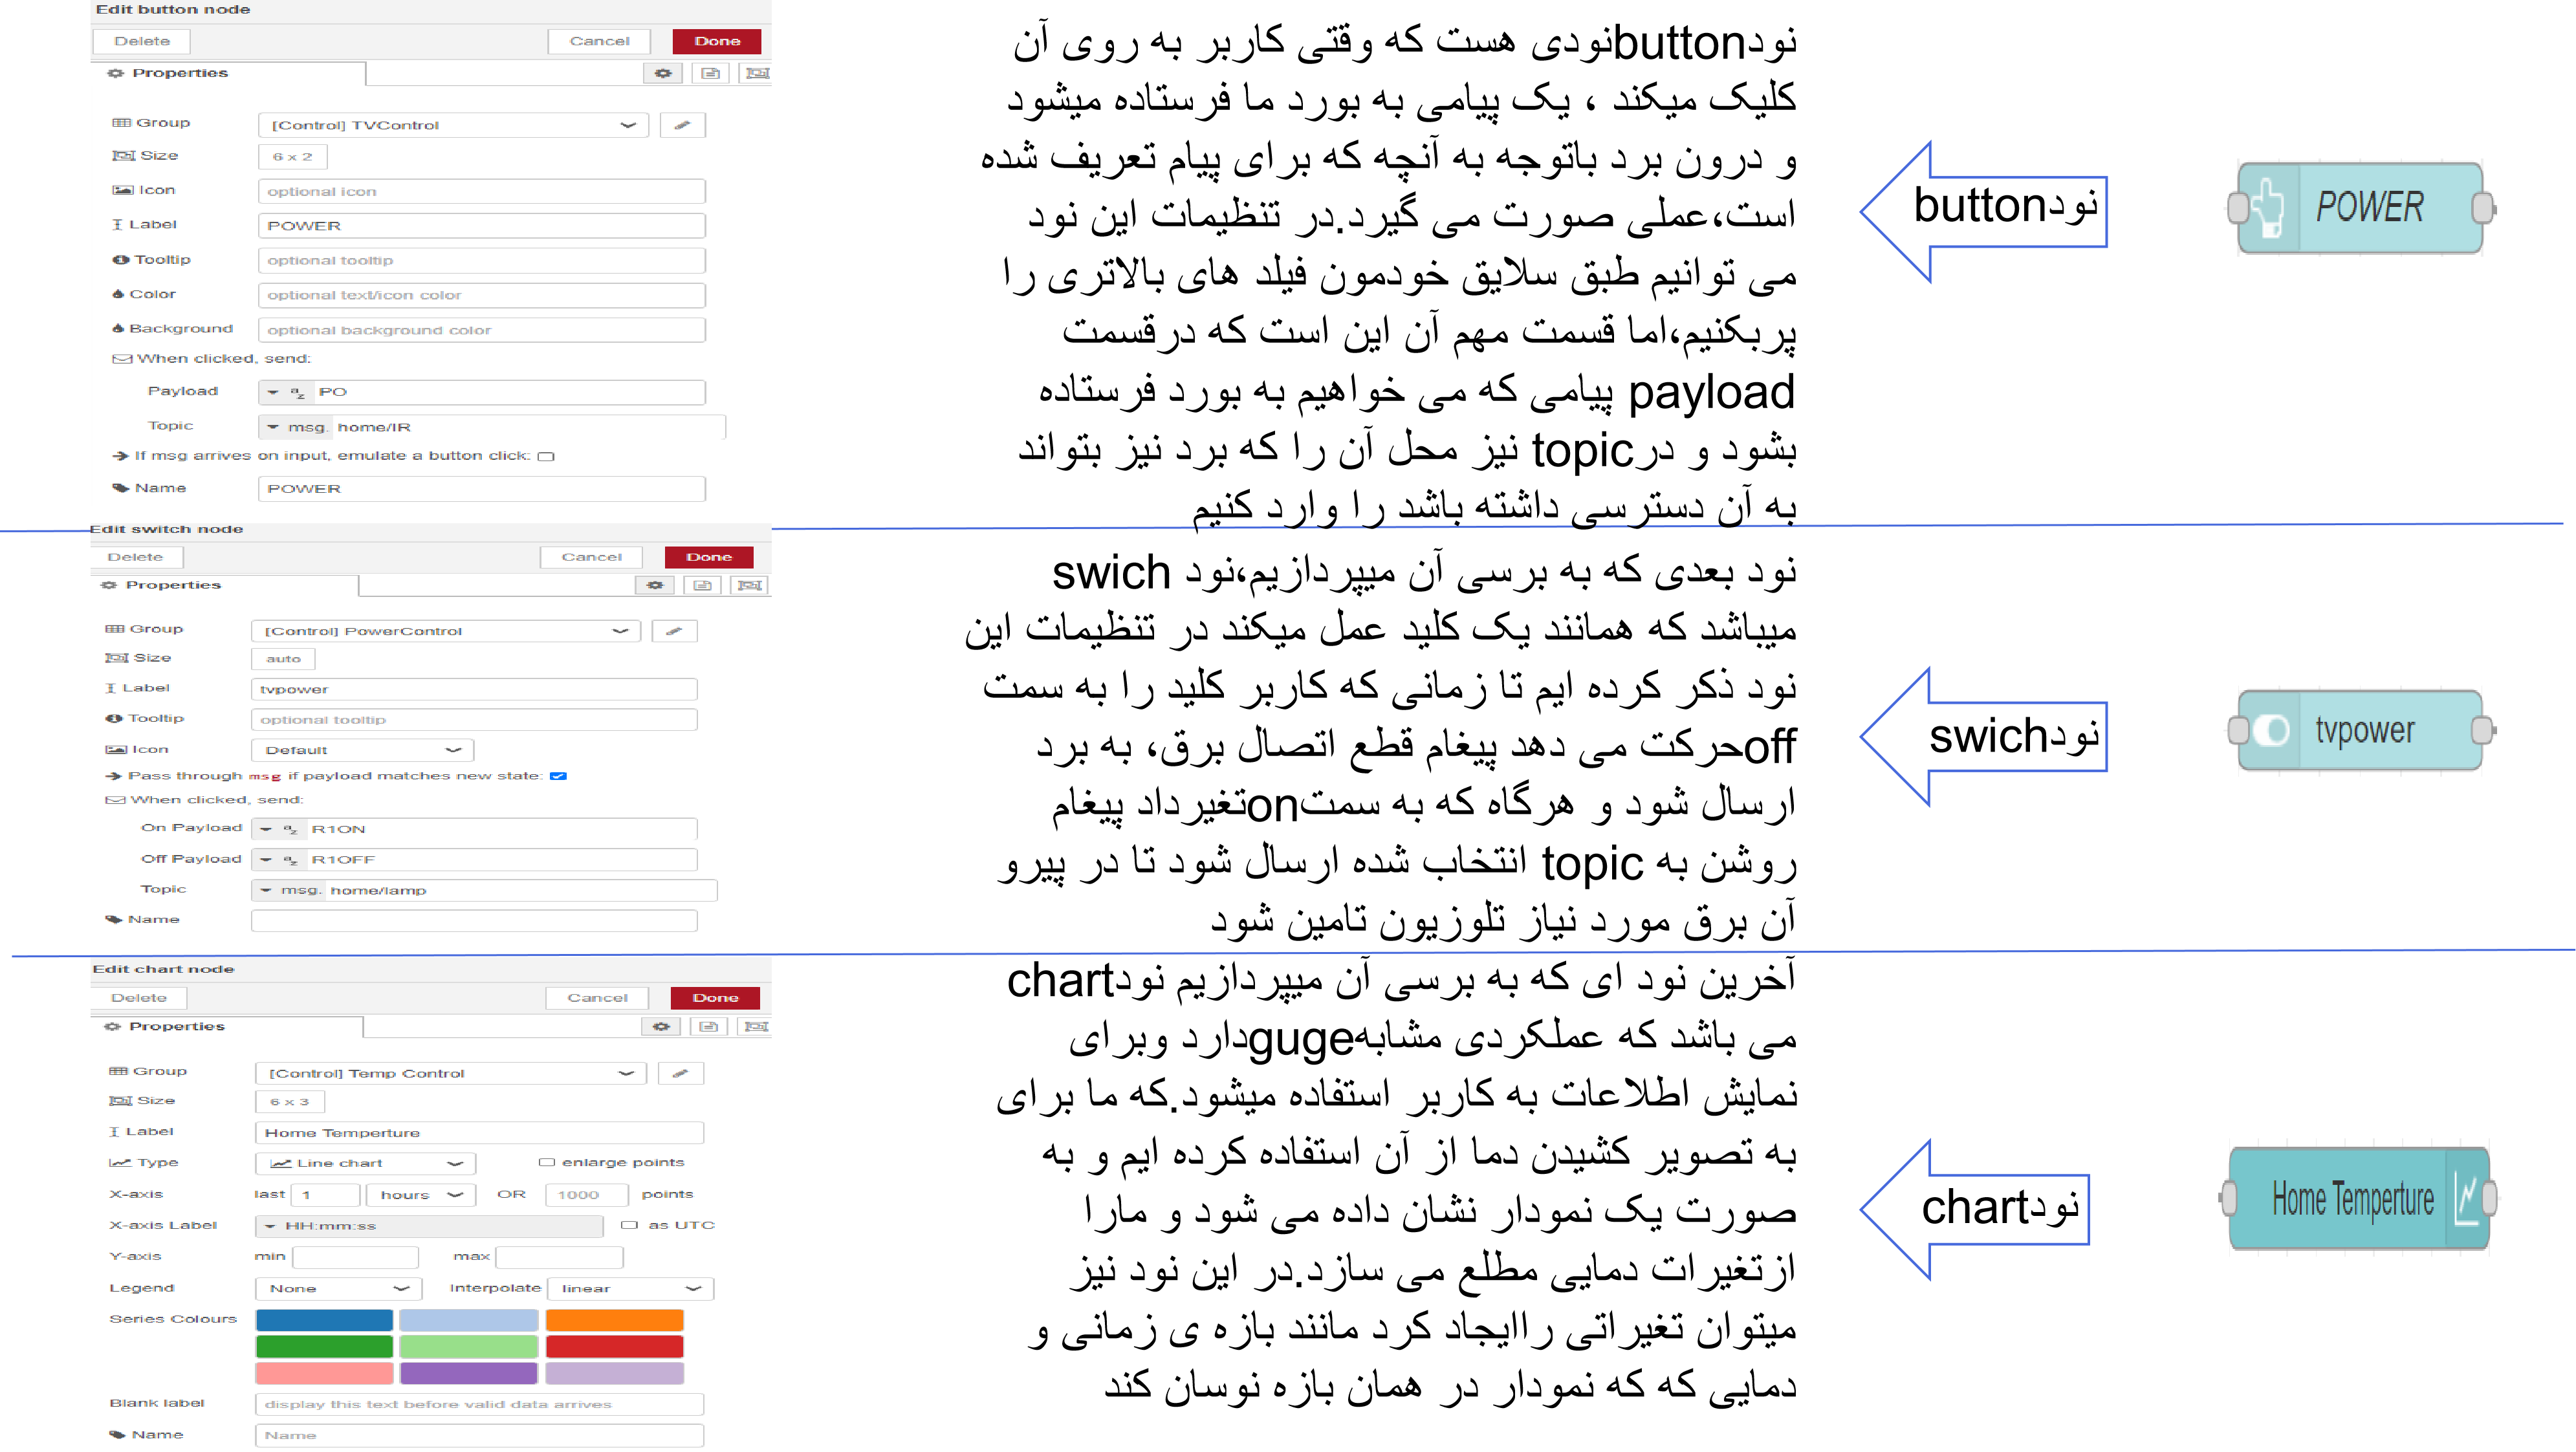 Edit button node
Delete
Cancel
Done
Properties
Group
[Control] TVControl
Size
6 x 2
Icon
optional icon
Label
POWER
Tooltip
optional tooltip
Color
optional text/icon color
Background
optional background color
When clicked, send:
Payload
PO
Topic
msg. home/IR
If msg arrives on input, emulate a button click:
Name
POWER
نودbuttonنودی هست که وقتی کاربر به روی آن
کلیک میکند ، یک پیامی به بورد ما فرستاده میشود
و درون برد باتوجه به آنچه که برای پیام تعریف شده
است،عملی صورت می گیرد.در تنظیمات این نود
می توانیم طبق سلایق خودمون فیلد های بالاتری را
پربکنیم،اما قسمت مهم آن این است که درقسمت
payload پیامی که می خواهیم به بورد فرستاده
بشود و درtopic نیز محل آن را که برد نیز بتواند
به آن دسترسی داشته باشد را وارد کنیم
نودbutton
POWER
Edit switch node
Delete
Cancel
Done
Properties
Group
[Control] PowerControl
Size
auto
Label
tvpower
Tooltip
optional tooltip
Icon
Default
Pass through msg if payload matches new state:
When clicked, send:
On Payload
R1ON
Off Payload
R1OFF
Topic
msg. home/lamp
Name
نود بعدی که به برسی آن میپردازیم،نود swich
میباشد که همانند یک کلید عمل میکند در تنظیمات این
نود ذکر کرده ایم تا زمانی که کاربر کلید را به سمت
offحرکت می دهد پیغام قطع اتصال برق، به برد
ارسال شود و هرگاه که به سمتonتغیرداد پیغام
روشن به topic انتخاب شده ارسال شود تا در پیرو
آن برق مورد نیاز تلوزیون تامین شود
نودswich
tvpower
Edit chart node
Delete
Cancel
Done
Properties
Group
[Control] Temp Control
Size
6 x 3
Label
Home Temperture
Type
Line chart
enlarge points
X-axis
last 1 hours OR 1000 points
X-axis Label
HH:mm:ss
as UTC
Y-axis
min
max
Legend
None
Interpolate
linear
Series Colours
Blank label
display this text before valid data arrives
Name
Name
آخرین نود ای که به برسی آن میپردازیم نودchart
می باشد که عملکردی مشابهgugeدارد وبرای
نمایش اطلاعات به کاربر استفاده میشود.که ما برای
به تصویر کشیدن دما از آن استفاده کرده ایم و به
صورت یک نمودار نشان داده می شود و مارا
ازتغیرات دمایی مطلع می سازد.در این نود نیز
میتوان تغیراتی راایجاد کرد مانند بازه ی زمانی و
دمایی که که نمودار در همان بازه نوسان کند
نودchart
Home Temperture